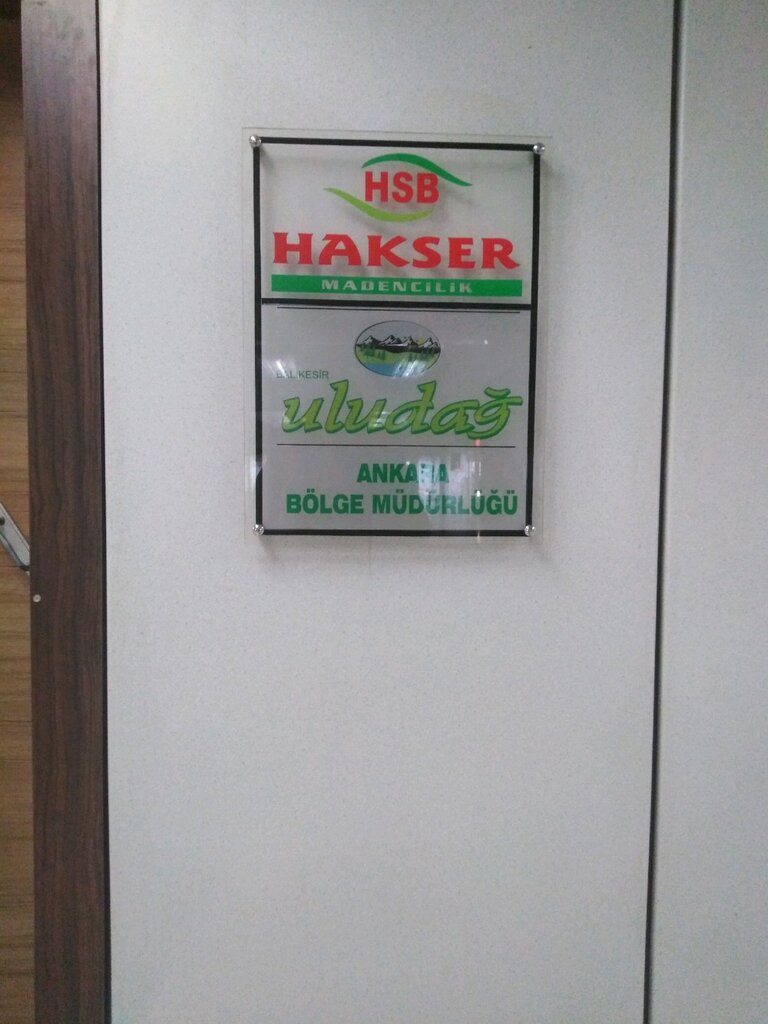 HSB
HAKSER
MADENCİLİK
BALIKESİR
uludağ
ANKARA
BÖLGE MÜDÜRLÜĞÜ